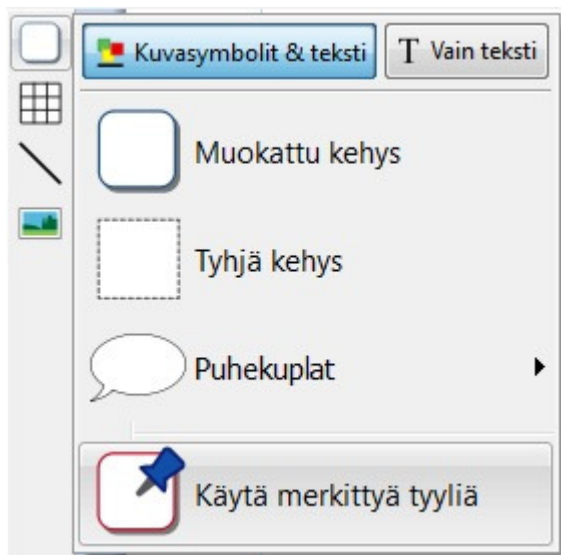 Kuvasymbolit & teksti
T Vain teksti
Muokattu kehys
Tyhjä kehys
Puhekuplat
Käytä merkittyä tyyliä